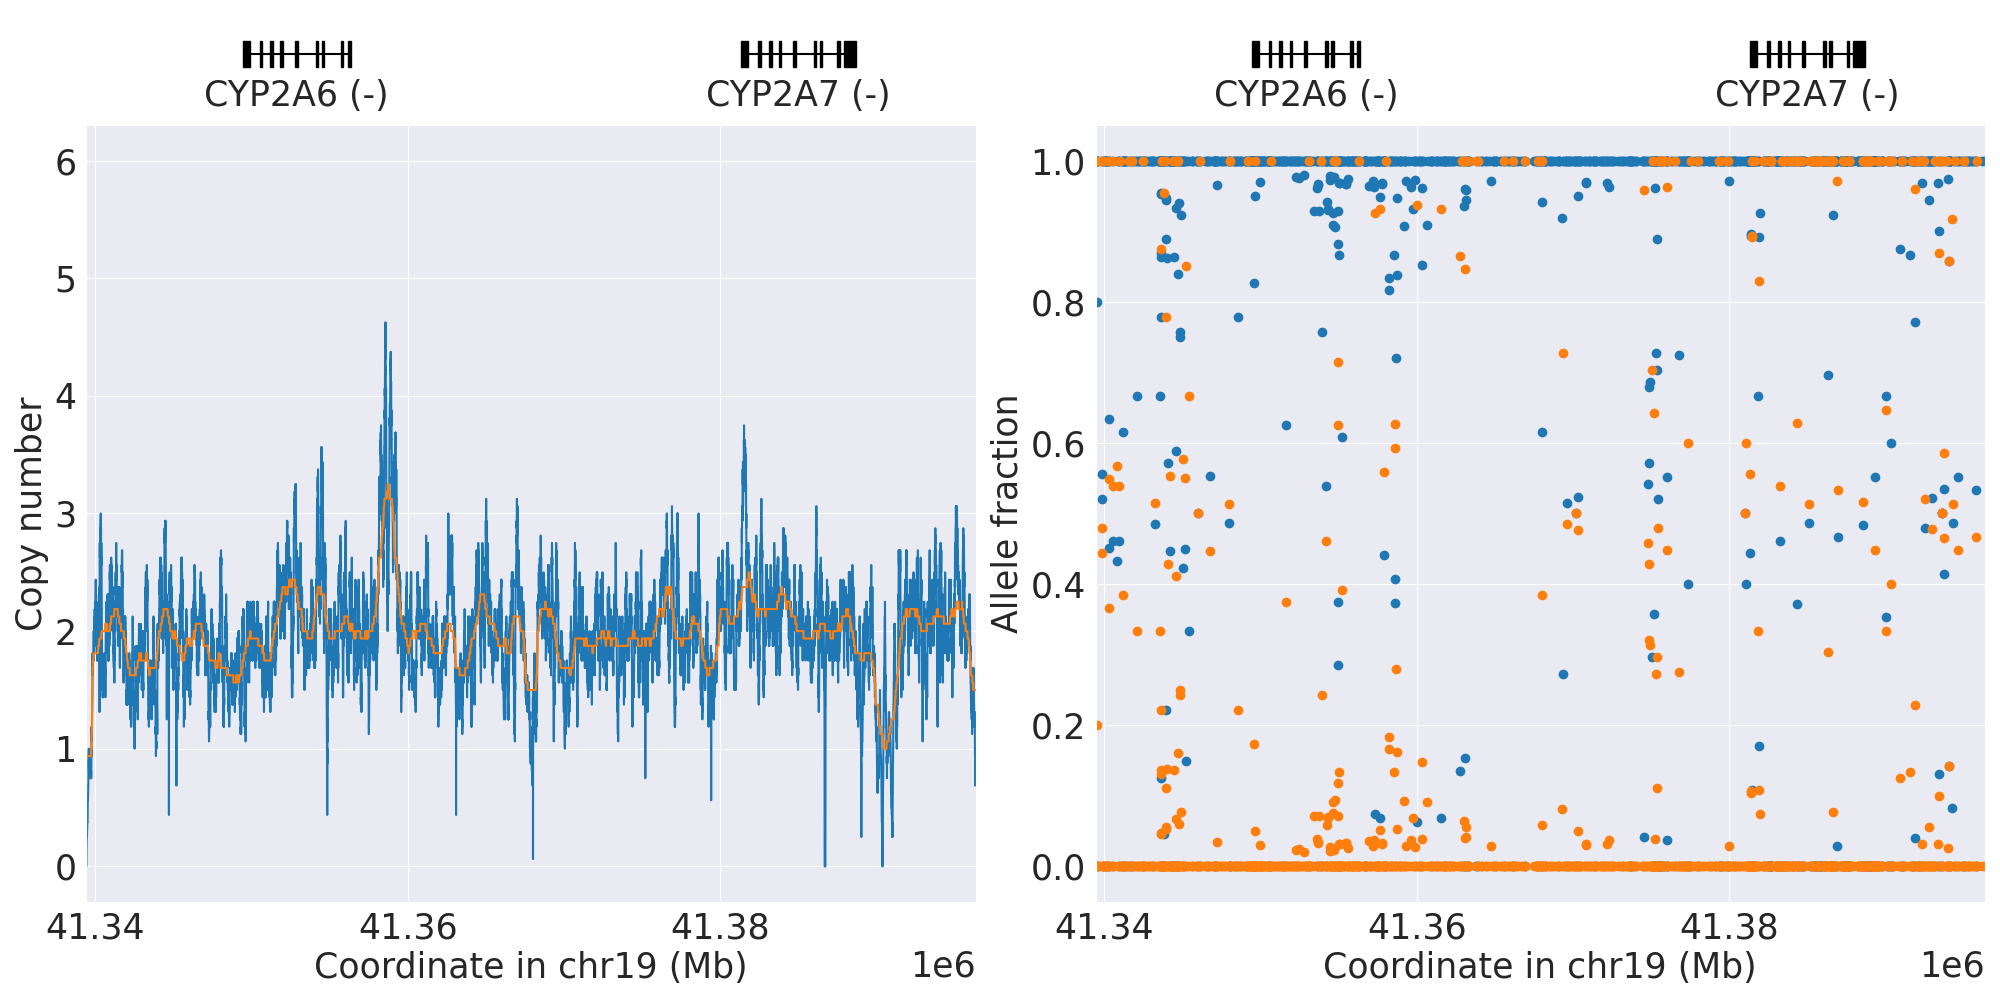 CYP2A6 (-) CYP2A7 (-)
6
5
4
3
2
1
0
Copy number
41.34 41.36 41.38
Coordinate in chr19 (Mb) 1e6
CYP2A6 (-) CYP2A7 (-)
1.0
0.8
0.6
0.4
0.2
0.0
Allele fraction
41.34 41.36 41.38
Coordinate in chr19 (Mb) 1e6